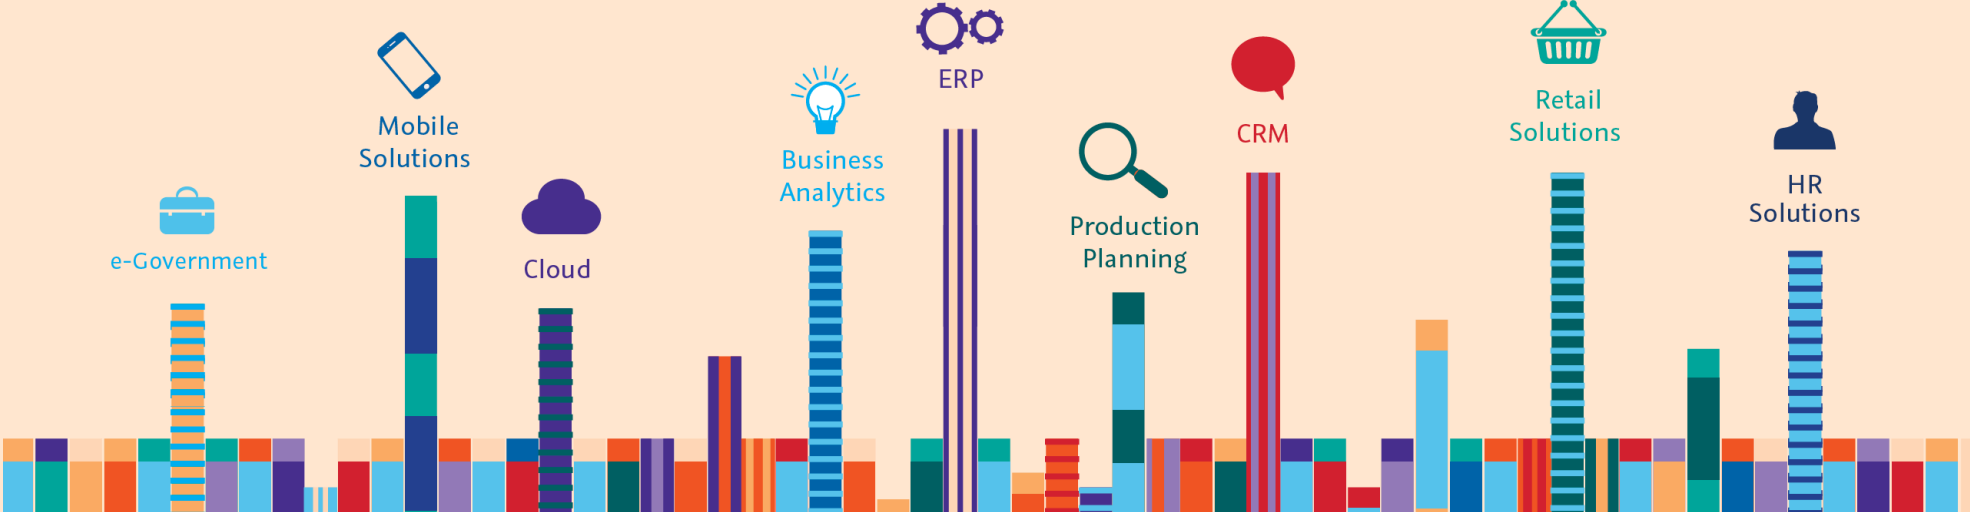 e-Government
Mobile
Solutions
Cloud
Business
Analytics
ERP
Production
Planning
CRM
Retail
Solutions
HR
Solutions